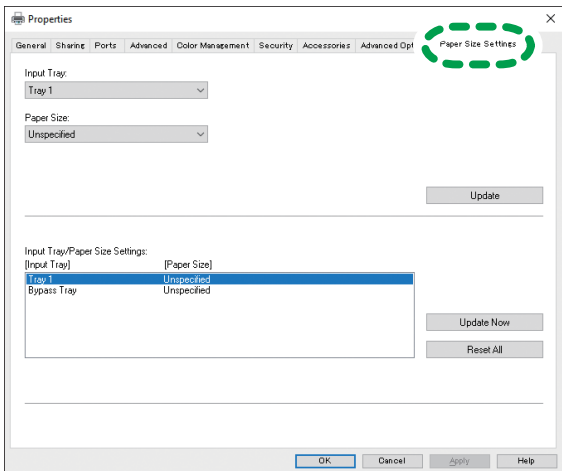 Properties
General Sharing Ports Advanced Color Management Security Accessories Advanced Opt Paper Size Settings
Input Tray:
Tray 1
Paper Size:
Unspecified
Update
Input Tray/Paper Size Settings:
[Input Tray] [Paper Size]
Tray 1 Unspecified
Bypass Tray Unspecified
Update Now
Reset All
OK Cancel Apply Help